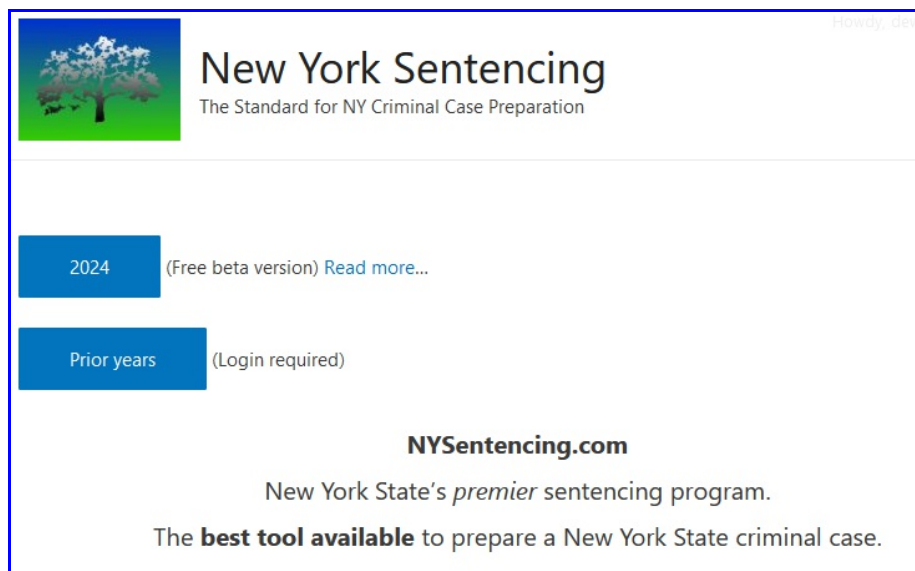 Howdy, dev
New York Sentencing
The Standard for NY Criminal Case Preparation
2024 (Free beta version) Read more...
Prior years (Login required)
NYSentencing.com
New York State's premier sentencing program.
The best tool available to prepare a New York State criminal case.